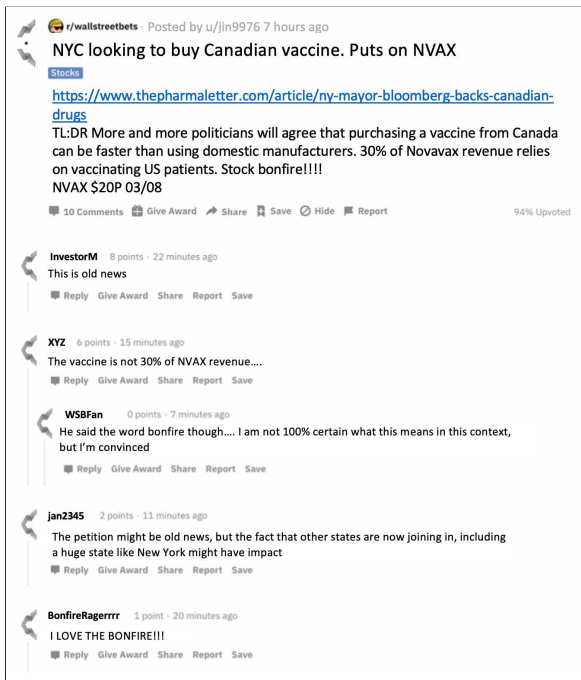 r/wallstreetbets · Posted by u/jin9976 7 hours ago
NYC looking to buy Canadian vaccine. Puts on NVAX
Stocks
https://www.thepharmaletter.com/article/ny-mayor-bloomberg-backs-canadian-
drugs
TL:DR More and more politicians will agree that purchasing a vaccine from Canada
can be faster than using domestic manufacturers. 30% of Novavax revenue relies
on vaccinating US patients. Stock bonfire!!!!
NVAX $20P 03/08
10 Comments Give Award Share Save Hide Report 94% Upvoted
InvestorM 8 points · 22 minutes ago
This is old news
Reply Give Award Share Report Save
XYZ 6 points · 15 minutes ago
The vaccine is not 30% of NVAX revenue....
Reply Give Award Share Report Save
WSBFan 0 points · 7 minutes ago
He said the word bonfire though.... I am not 100% certain what this means in this context,
but I'm convinced
Reply Give Award Share Report Save
jan2345 2 points · 11 minutes ago
The petition might be old news, but the fact that other states are now joining in, including
a huge state like New York might have impact
Reply Give Award Share Report Save
BonfireRagerrrr 1 point · 20 minutes ago
I LOVE THE BONFIRE!!!
Reply Give Award Share Report Save